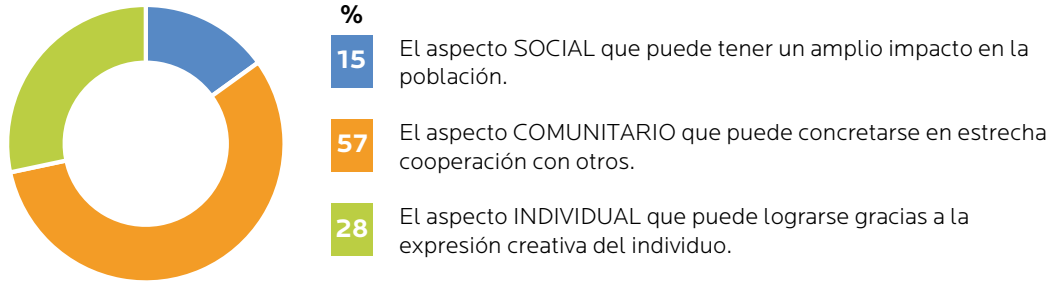 %
15
El aspecto SOCIAL que puede tener un amplio impacto en la
población.
57
El aspecto COMUNITARIO que puede concretarse en estrecha
cooperación con otros.
28
El aspecto INDIVIDUAL que puede lograrse gracias a la
expresión creativa del individuo.